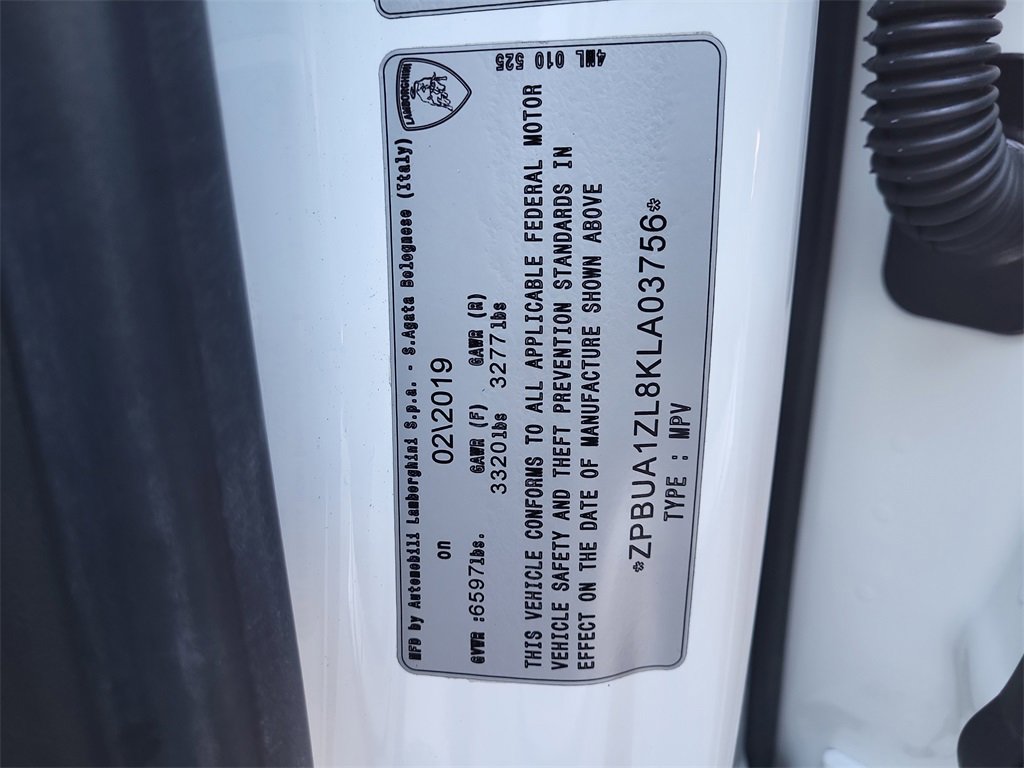 MFD by Automobili Lamborghini S.p.a. - S.Agata Bolognese (Italy)
LAMBORGHINI
on 02\2019
GVWR :6597lbs. GAWR (F) GAWR (R)
3320lbs 3277lbs
4ML 010 525
THIS VEHICLE CONFORMS TO ALL APPLICABLE FEDERAL MOTOR
VEHICLE SAFETY AND THEFT PREVENTION STANDARDS IN
EFFECT ON THE DATE OF MANUFACTURE SHOWN ABOVE
*ZPBUA1ZL8KLA03756*
TYPE : MPV